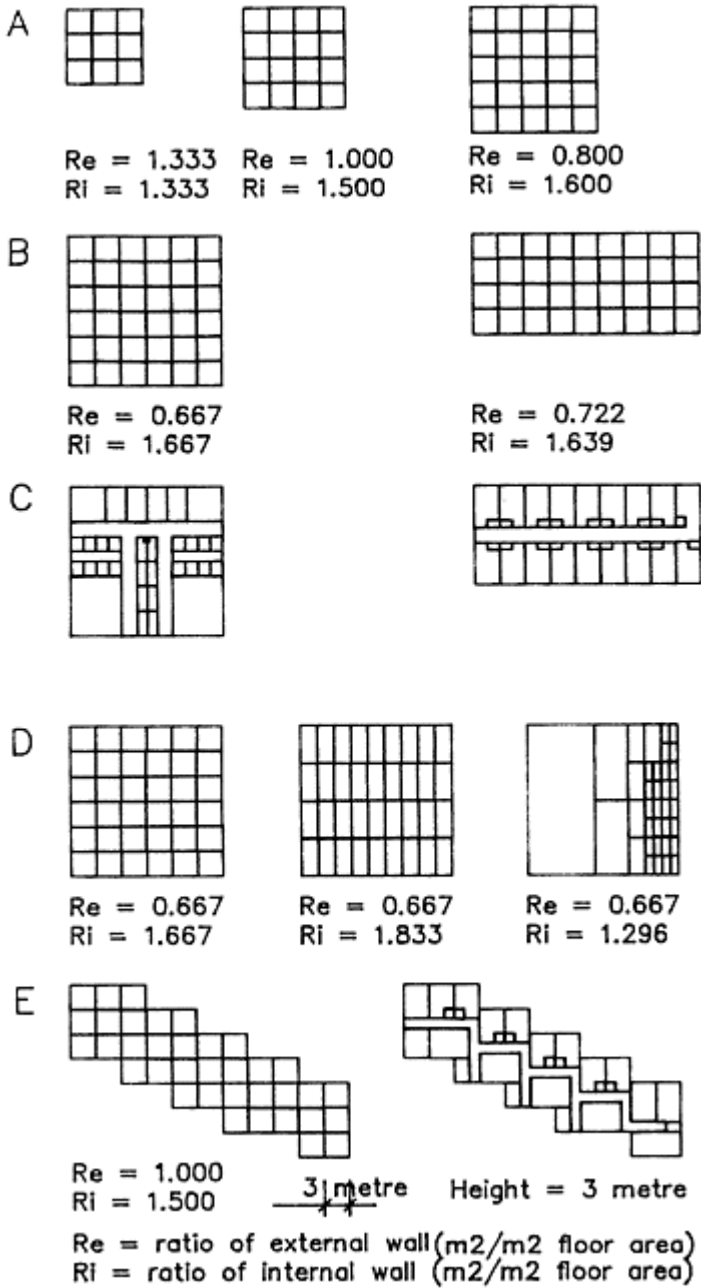 A
Re = 1.333
Ri = 1.333
Re = 1.000
Ri = 1.500
Re = 0.800
Ri = 1.600
B
Re = 0.667
Ri = 1.667
Re = 0.722
Ri = 1.639
C
D
Re = 0.667
Ri = 1.667
Re = 0.667
Ri = 1.833
Re = 0.667
Ri = 1.296
E
Re = 1.000
Ri = 1.500
3 metre
Height = 3 metre
Re = ratio of external wall (m2/m2 floor area)
Ri = ratio of internal wall (m2/m2 floor area)